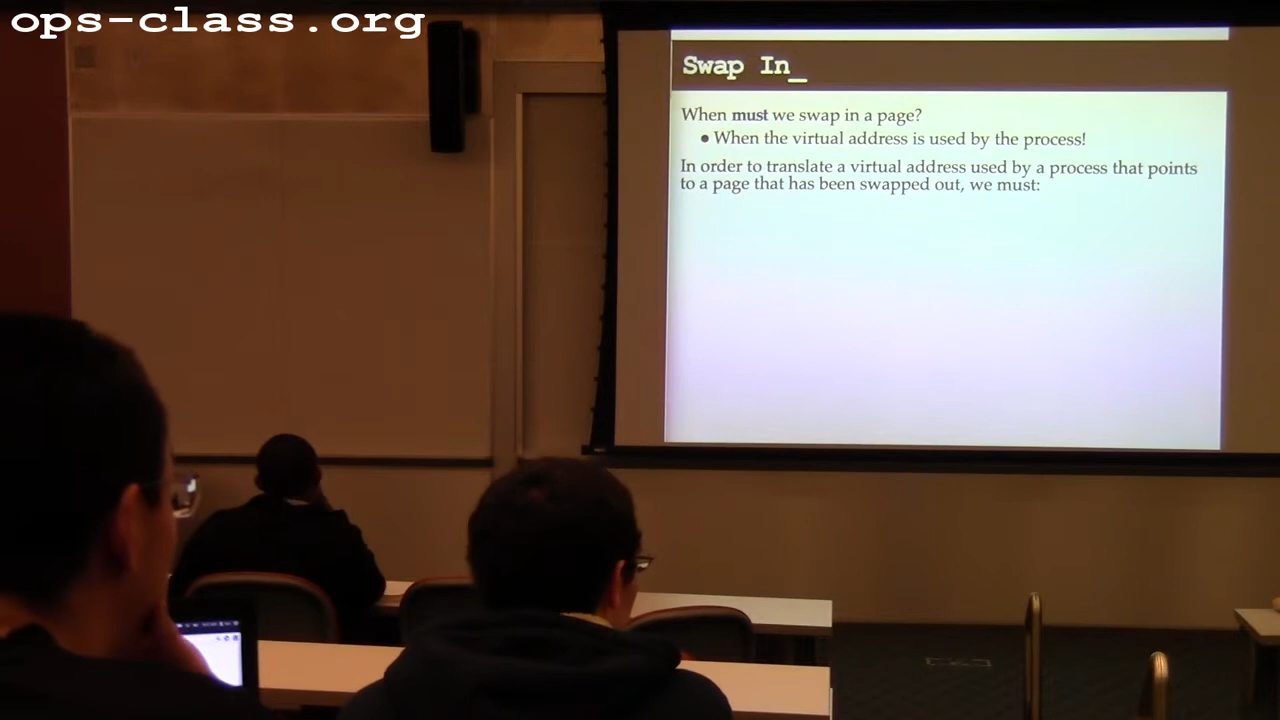 ops-class.org
Swap In_
When must we swap in a page?
• When the virtual address is used by the process!
In order to translate a virtual address used by a process that points
to a page that has been swapped out, we must: